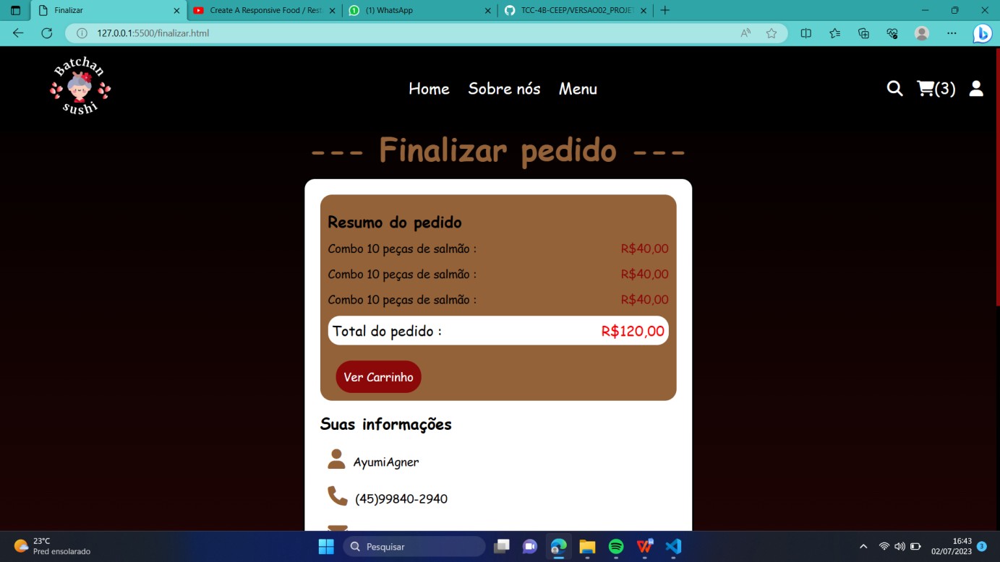 Finalizar
Create A Responsive Food / Rest
(1) WhatsApp
TCC-4B-CEEP/VERSAO02_PROJET
127.0.0.1:5500/finalizar.html
Batchan
sushi
Home Sobre nós Menu
(3)
--- Finalizar pedido ---
Resumo do pedido
Combo 10 peças de salmão : R$40,00
Combo 10 peças de salmão : R$40,00
Combo 10 peças de salmão : R$40,00
Total do pedido : R$120,00
Ver Carrinho
Suas informações
AyumiAgner
(45)99840-2940
23°C
Pred ensolarado
Pesquisar
16:43
02/07/2023
3